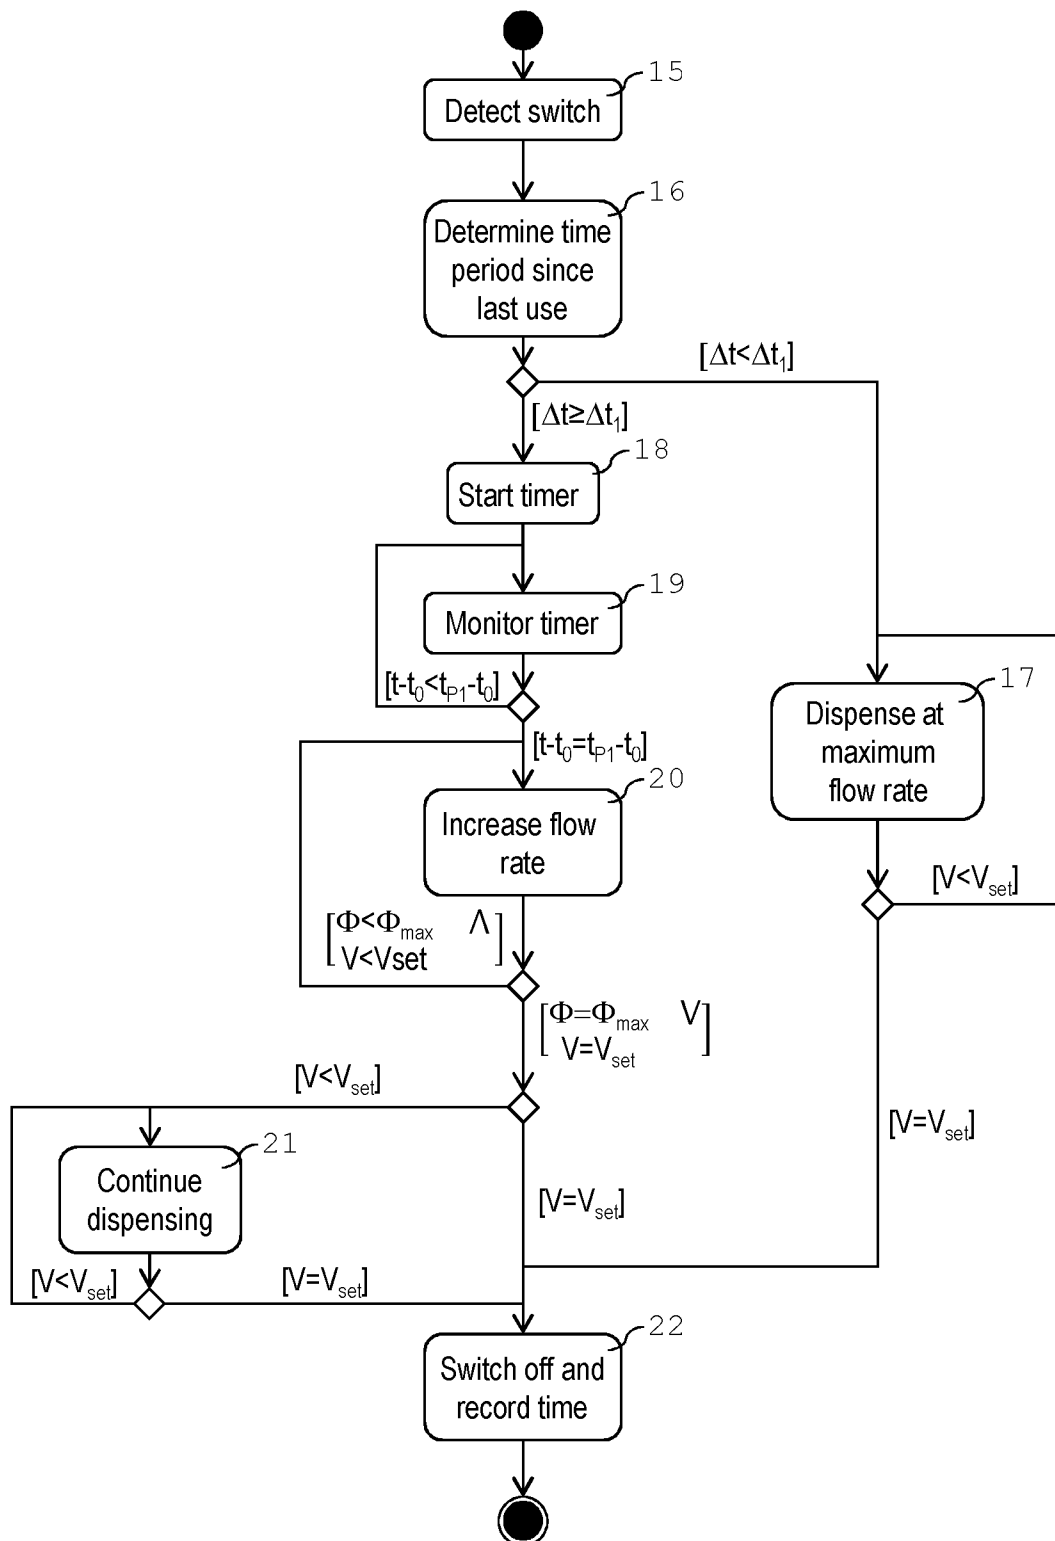 15
Detect switch
16
Determine time
period since
last use
[Δt<Δt₁]
[Δt≥Δt₁]
18
Start timer
19
Monitor timer
[t-t₀<tₚ₁-t₀]
17
Dispense at
maximum
flow rate
[t-t₀=tₚ₁-t₀]
20
Increase flow
rate
[V<Vset]
[Φ<Φmax Λ
V<Vset]
[Φ=Φmax V
V=Vset]
[V<Vset]
[V=Vset]
21
Continue
dispensing
[V=Vset]
[V<Vset]
[V=Vset]
22
Switch off and
record time